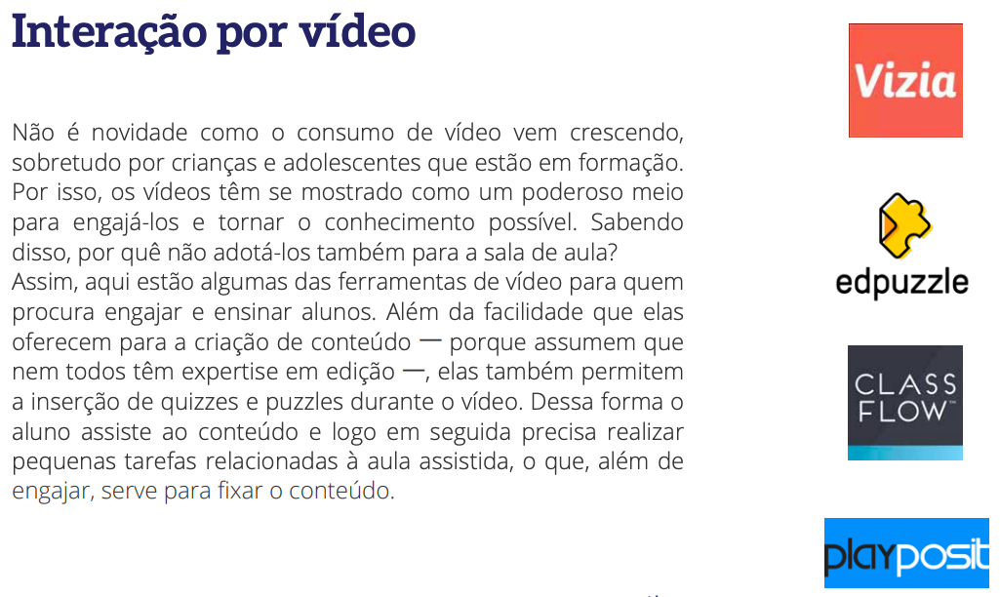 Interação por vídeo
Não é novidade como o consumo de vídeo vem crescendo,
sobretudo por crianças e adolescentes que estão em formação.
Por isso, os vídeos têm se mostrado como um poderoso meio
para engajá-los e tornar o conhecimento possível. Sabendo
disso, por quê não adotá-los também para a sala de aula?
Assim, aqui estão algumas das ferramentas de vídeo para quem
procura engajar e ensinar alunos. Além da facilidade que elas
oferecem para a criação de conteúdo — porque assumem que
nem todos têm expertise em edição —, elas também permitem
a inserção de quizzes e puzzles durante o vídeo. Dessa forma o
aluno assiste ao conteúdo e logo em seguida precisa realizar
pequenas tarefas relacionadas à aula assistida, o que, além de
engajar, serve para fixar o conteúdo.
Vizia
edpuzzle
CLASS
FLOW™
playposit